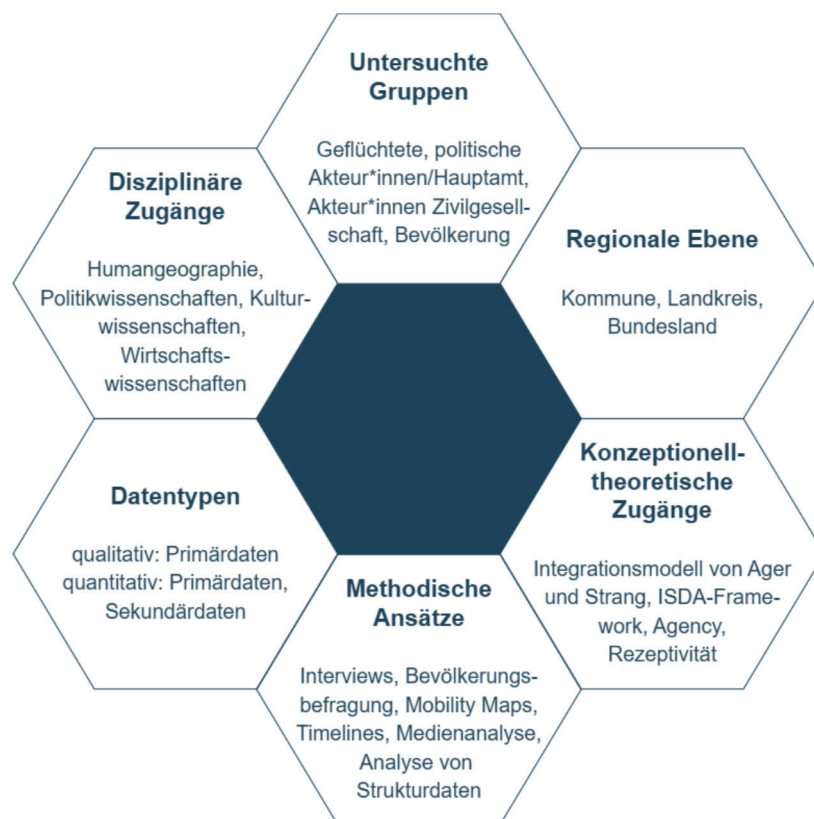 Untersuchte
Gruppen
Geflüchtete, politische
Akteur*innen/Hauptamt,
Akteur*innen Zivilgesell-
schaft, Bevölkerung
Disziplinäre
Zugänge
Humangeographie,
Politikwissenschaften, Kultur-
wissenschaften,
Wirtschafts-
wissenschaften
Regionale Ebene
Kommune, Landkreis,
Bundesland
Datentypen
qualitativ: Primärdaten
quantitativ: Primärdaten,
Sekundärdaten
Konzeptionell-
theoretische
Zugänge
Integrationsmodell von Ager
und Strang, ISDA-Frame-
work, Agency,
Rezeptivität
Methodische
Ansätze
Interviews, Bevölkerungs-
befragung, Mobility Maps,
Timelines, Medienanalyse,
Analyse von
Strukturdaten